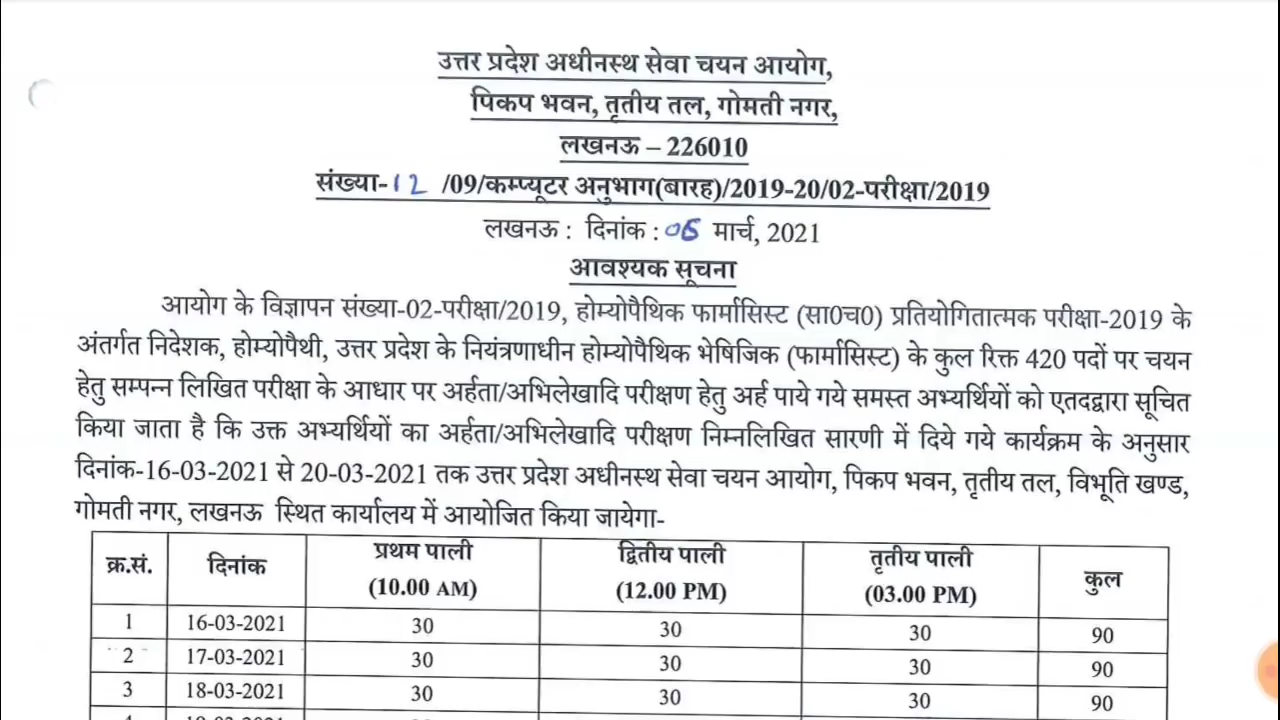 उत्तर प्रदेश अधीनस्थ सेवा चयन आयोग,
पिकप भवन, तृतीय तल, गोमती नगर,
लखनऊ – 226010
संख्या-12 /09/कम्प्यूटर अनुभाग(बारह)/2019-20/02-परीक्षा/2019
लखनऊ : दिनांक : 05 मार्च, 2021
आवश्यक सूचना
आयोग के विज्ञापन संख्या-02-परीक्षा/2019, होम्योपैथिक फार्मासिस्ट (सा0च0) प्रतियोगितात्मक परीक्षा-2019 के
अंतर्गत निदेशक, होम्योपैथी, उत्तर प्रदेश के नियंत्रणाधीन होम्योपैथिक भेषिजिक (फार्मासिस्ट) के कुल रिक्त 420 पदों पर चयन
हेतु सम्पन्न लिखित परीक्षा के आधार पर अर्हता/अभिलेखादि परीक्षण हेतु अर्ह पाये गये समस्त अभ्यर्थियों को एतदद्वारा सूचित
किया जाता है कि उक्त अभ्यर्थियों का अर्हता/अभिलेखादि परीक्षण निम्नलिखित सारणी में दिये गये कार्यक्रम के अनुसार
दिनांक-16-03-2021 से 20-03-2021 तक उत्तर प्रदेश अधीनस्थ सेवा चयन आयोग, पिकप भवन, तृतीय तल, विभूति खण्ड,
गोमती नगर, लखनऊ स्थित कार्यालय में आयोजित किया जायेगा-
क्र.सं. दिनांक प्रथम पाली (10.00 AM) द्वितीय पाली (12.00 PM) तृतीय पाली (03.00 PM) कुल
1 16-03-2021 30 30 30 90
2 17-03-2021 30 30 30 90
3 18-03-2021 30 30 30 90